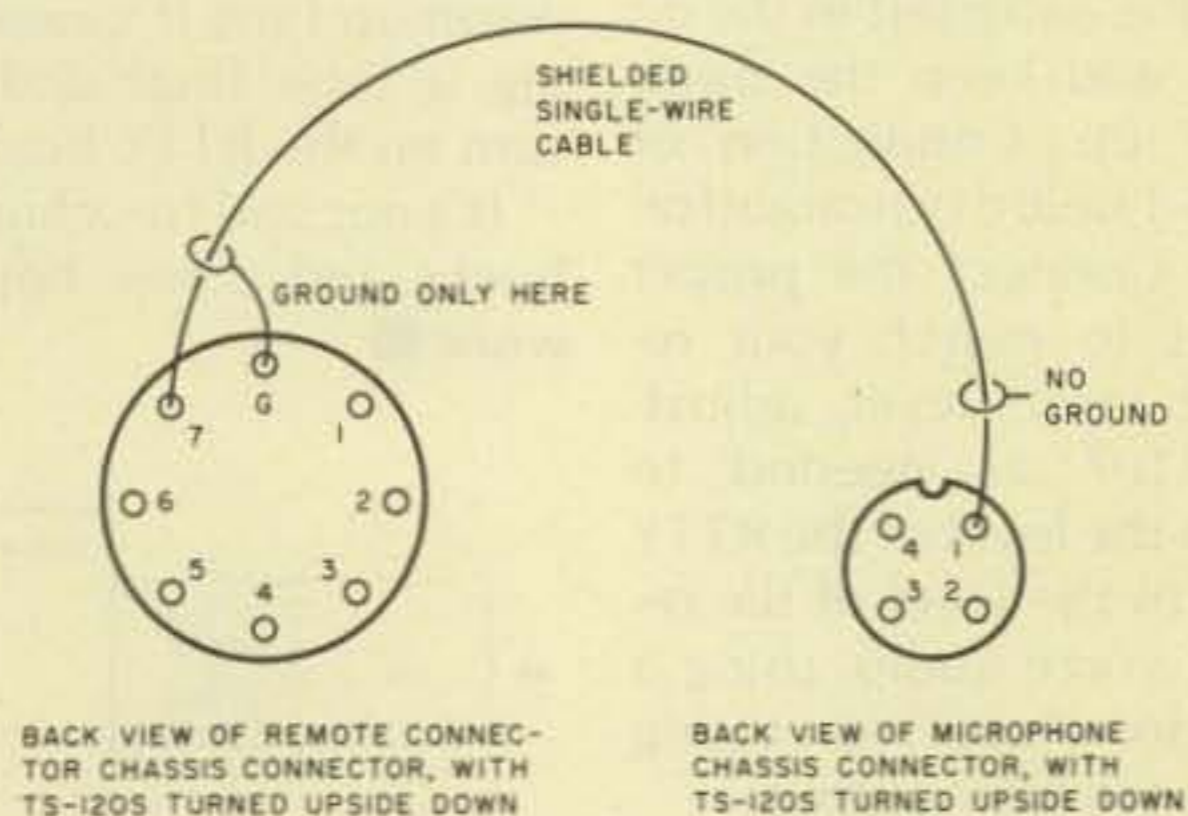 SHIELDED
SINGLE-WIRE
CABLE
GROUND ONLY HERE
NO
GROUND
G
7
1
6
2
5
3
4
4
1
3
2
BACK VIEW OF REMOTE CONNEC-
TOR CHASSIS CONNECTOR, WITH
TS-120S TURNED UPSIDE DOWN
BACK VIEW OF MICROPHONE
CHASSIS CONNECTOR, WITH
TS-120S TURNED UPSIDE DOWN